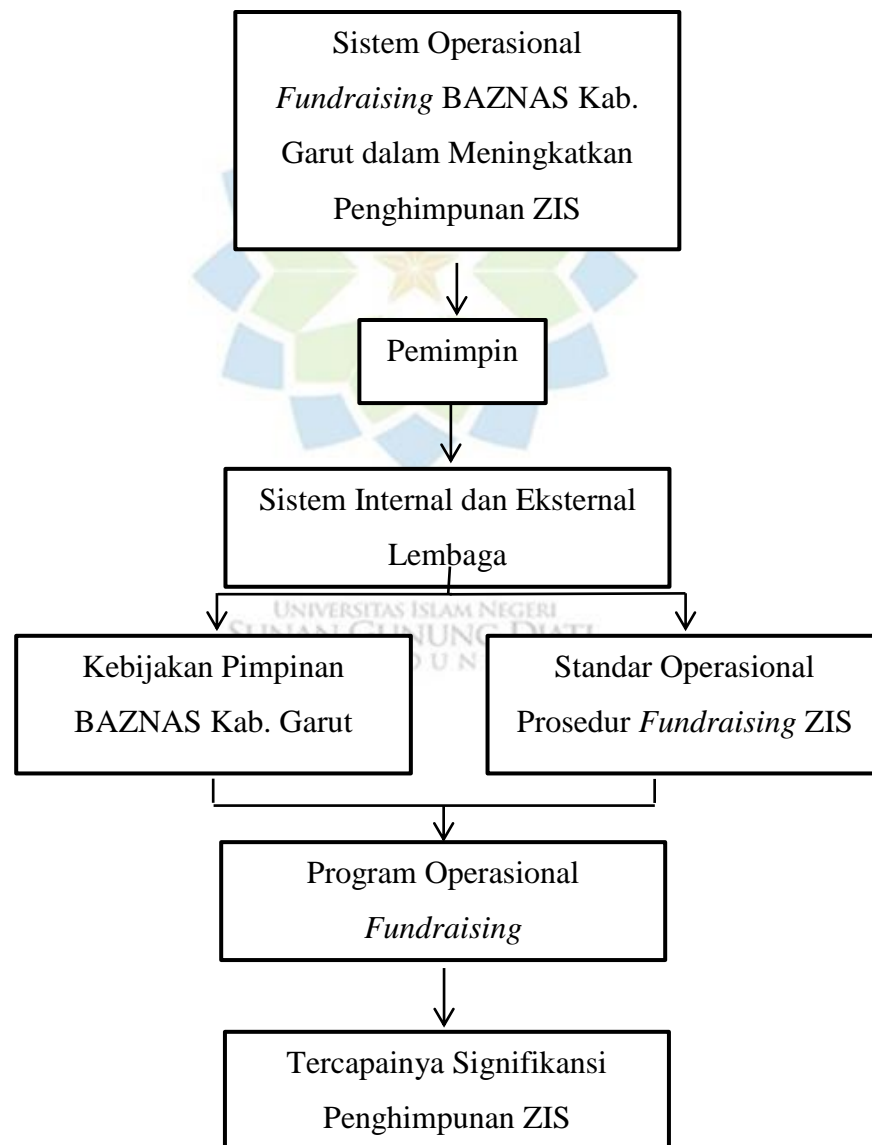 Sistem Operasional
Fundraising BAZNAS Kab.
Garut dalam Meningkatkan
Penghimpunan ZIS
Pemimpin
Sistem Internal dan Eksternal
Lembaga
UNIVERSITAS ISLAM NEGERI
SUNAN GUNUNG DJATI
Kebijakan Pimpinan
BAZNAS Kab. Garut
Standar Operasional
Prosedur Fundraising ZIS
Program Operasional
Fundraising
Tercapainya Signifikansi
Penghimpunan ZIS